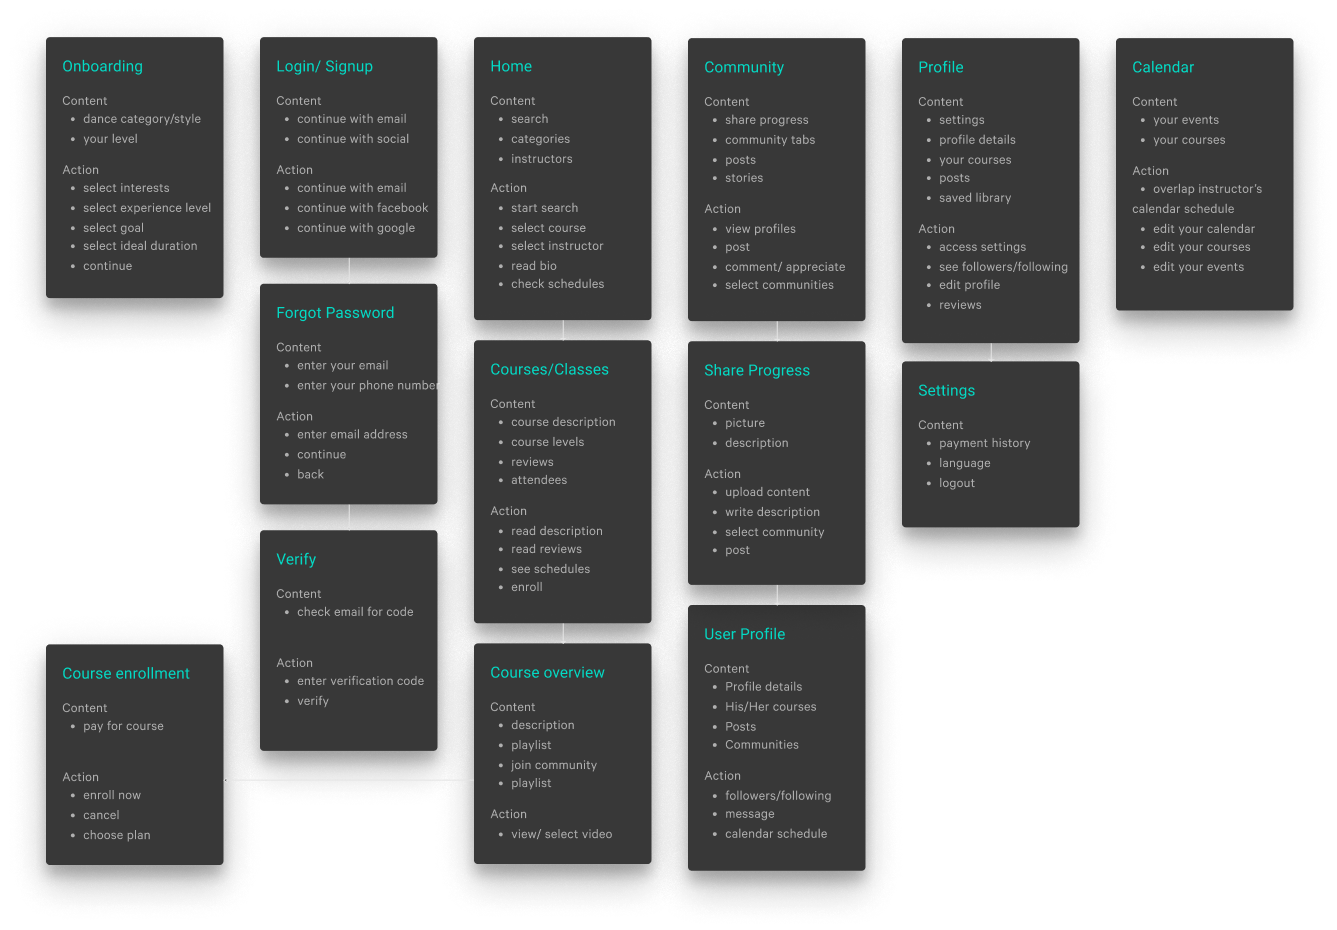 Onboarding
Content
• dance category/style
• your level
Action
• select interests
• select experience level
• select goal
• select ideal duration
• continue
Login/ Signup
Content
• continue with email
• continue with social
Action
• continue with email
• continue with facebook
• continue with google
Forgot Password
Content
• enter your email
• enter your phone number
Action
• enter email address
• continue
• back
Verify
Content
• check email for code
Action
• enter verification code
• verify
Home
Content
• search
• categories
• instructors
Action
• start search
• select course
• select instructor
• read bio
• check schedules
Courses/Classes
Content
• course description
• course levels
• reviews
• attendees
Action
• read description
• read reviews
• see schedules
• enroll
Course overview
Content
• description
• playlist
• join community
• playlist
Action
• view/ select video
Course enrollment
Content
• pay for course
Action
• enroll now
• cancel
• choose plan
Community
Content
• share progress
• community tabs
• posts
• stories
Action
• view profiles
• post
• comment/ appreciate
• select communities
Share Progress
Content
• picture
• description
Action
• upload content
• write description
• select community
• post
User Profile
Content
• Profile details
• His/Her courses
• Posts
• Communities
Action
• followers/following
• message
• calendar schedule
Profile
Content
• settings
• profile details
• your courses
• posts
• saved library
Action
• access settings
• see followers/following
• edit profile
• reviews
Settings
Content
• payment history
• language
• logout
Calendar
Content
• your events
• your courses
Action
• overlap instructor's
calendar schedule
• edit your calendar
• edit your courses
• edit your events